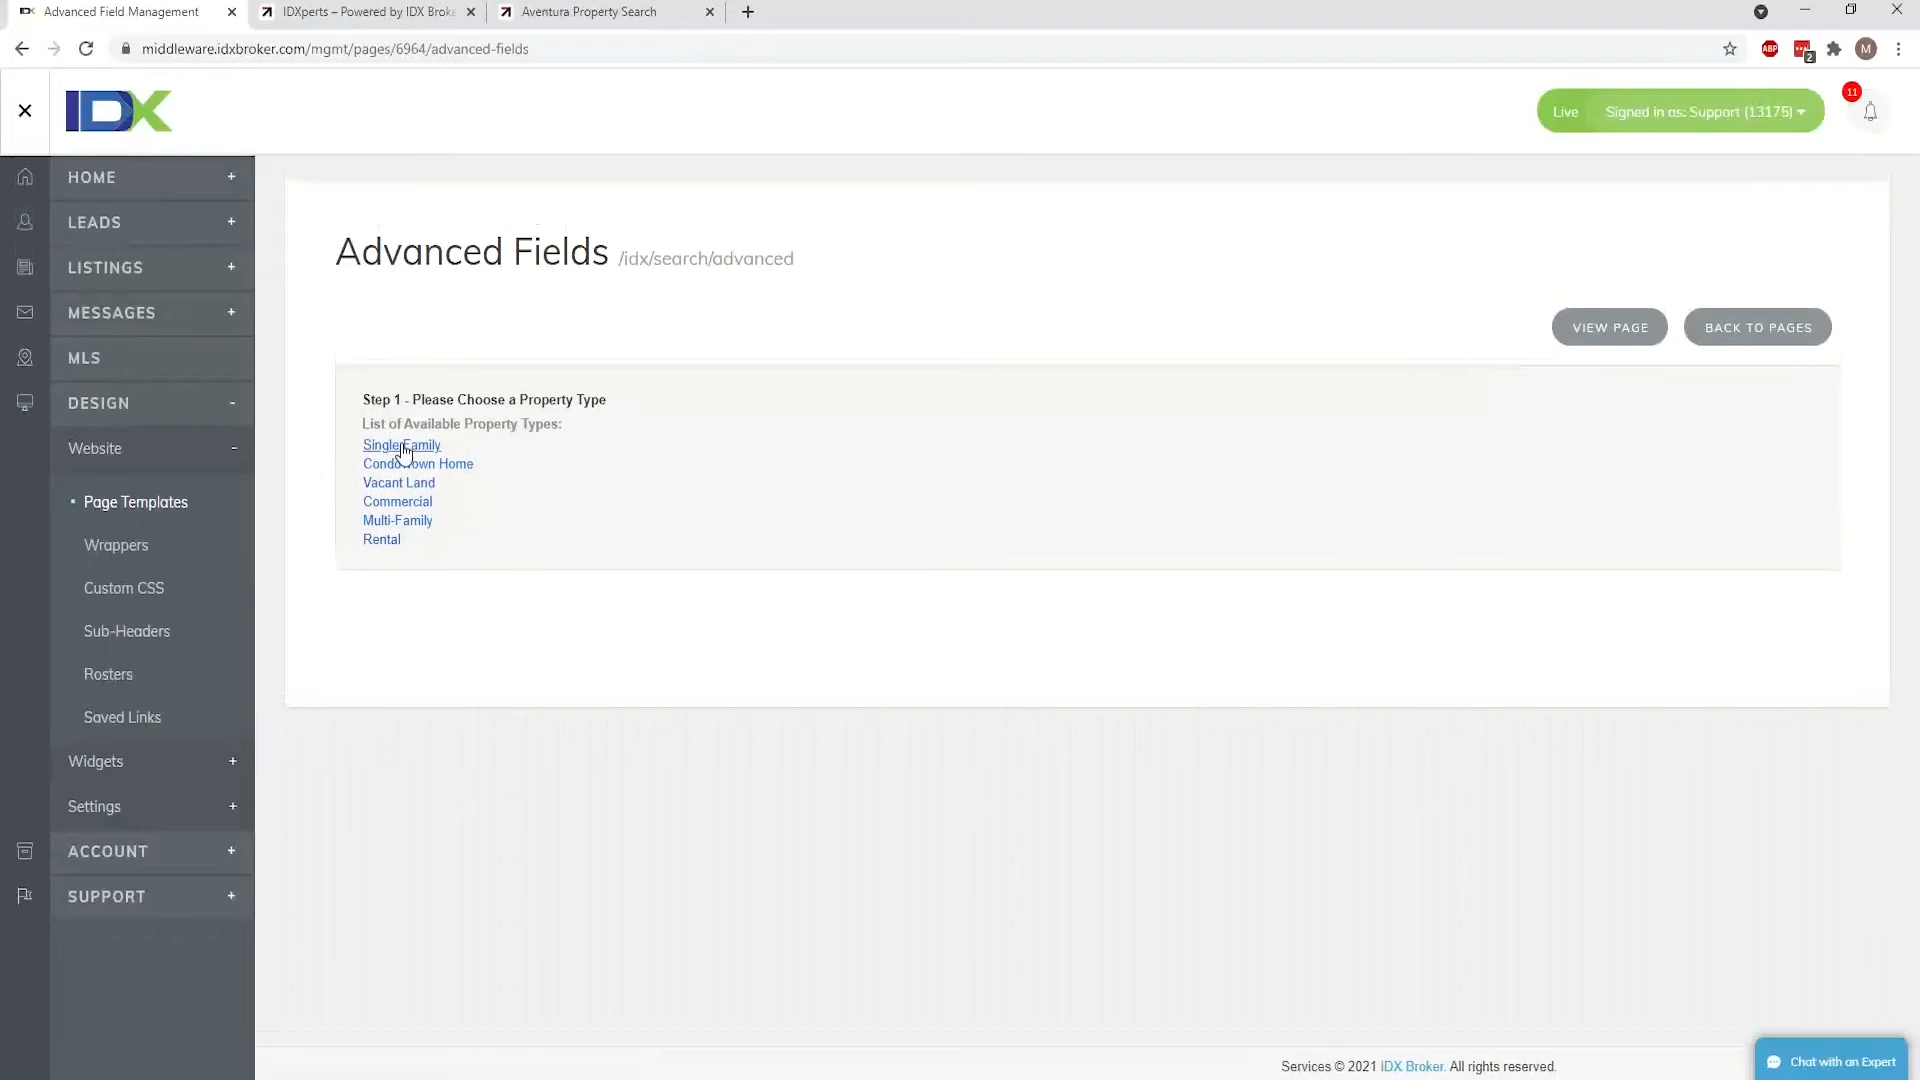 Advanced Field Management
IDXperts – Powered by IDX Broke
Aventura Property Search
middleware.idxbroker.com/mgmt/pages/6964/advanced-fields
ABP
2
M
IDX
Live
Signed in as: Support (13175)
11
HOME +
LEADS +
LISTINGS +
MESSAGES +
MLS
DESIGN -
Website -
Page Templates
Wrappers
Custom CSS
Sub-Headers
Rosters
Saved Links
Widgets +
Settings +
ACCOUNT +
SUPPORT +
Advanced Fields /idx/search/advanced
VIEW PAGE
BACK TO PAGES
Step 1 - Please Choose a Property Type
List of Available Property Types:
Single Family
Condo/Town Home
Vacant Land
Commercial
Multi-Family
Rental
Services © 2021 IDX Broker. All rights reserved.
Chat with an Expert